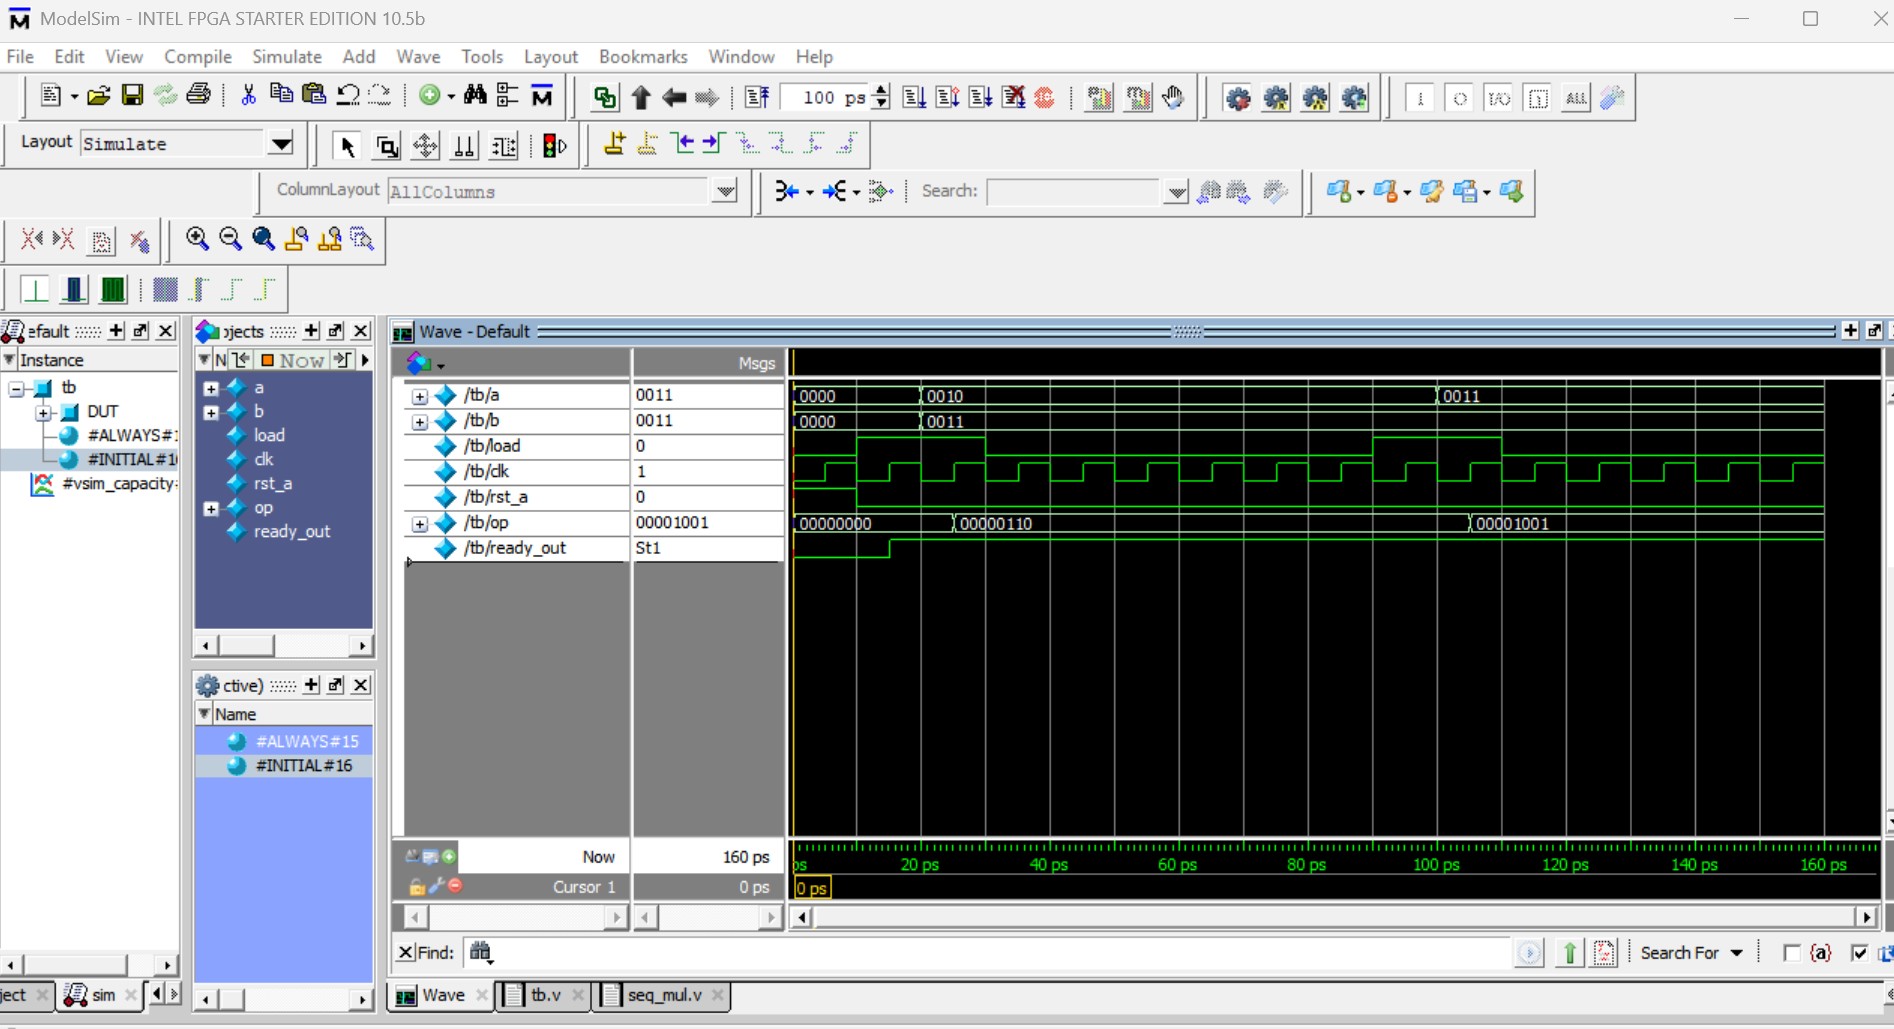 ModelSim - INTEL FPGA STARTER EDITION 10.5b
File Edit View Compile Simulate Add Wave Tools Layout Bookmarks Window Help
100 ps
ALL
Layout Simulate
ColumnLayout AllColumns
Search:
efault
Instance
tb
DUT
#ALWAYS#1
#INITIAL#1
#vsim_capacity
jects
N Now
a
b
load
clk
rst_a
op
ready_out
ctive)
Name
#ALWAYS#15
#INITIAL#16
Wave - Default
Msgs
/tb/a 0011 0000 0010 0011
/tb/b 0011 0000 0011
/tb/load 0
/tb/clk 1
/tb/rst_a 0
/tb/op 00001001 00000000 00000110 00001001
/tb/ready_out St1
Now 160 ps
ps 20 ps 40 ps 60 ps 80 ps 100 ps 120 ps 140 ps 160 ps
Cursor 1 0 ps 0 ps
Find: Search For {a}
ject sim
Wave tb.v seq_mul.v